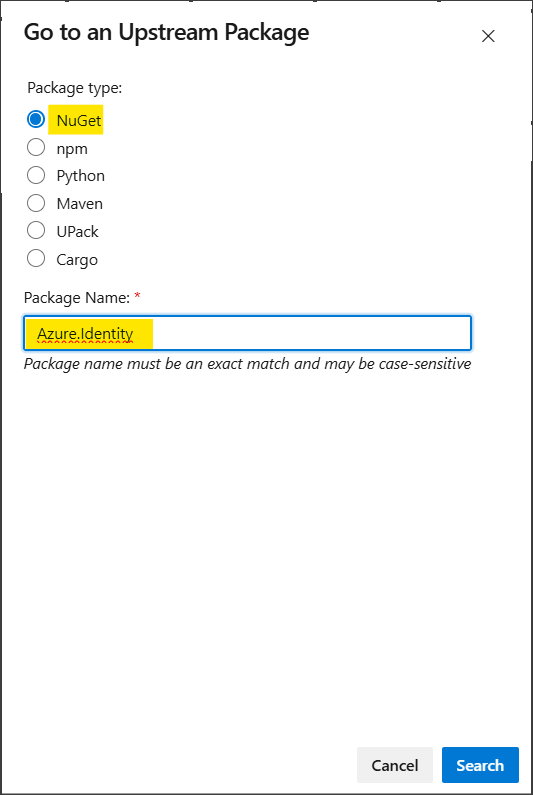 Go to an Upstream Package
Package type:
NuGet
npm
Python
Maven
UPack
Cargo
Package Name: *
Azure.Identity
Package name must be an exact match and may be case-sensitive
Cancel
Search